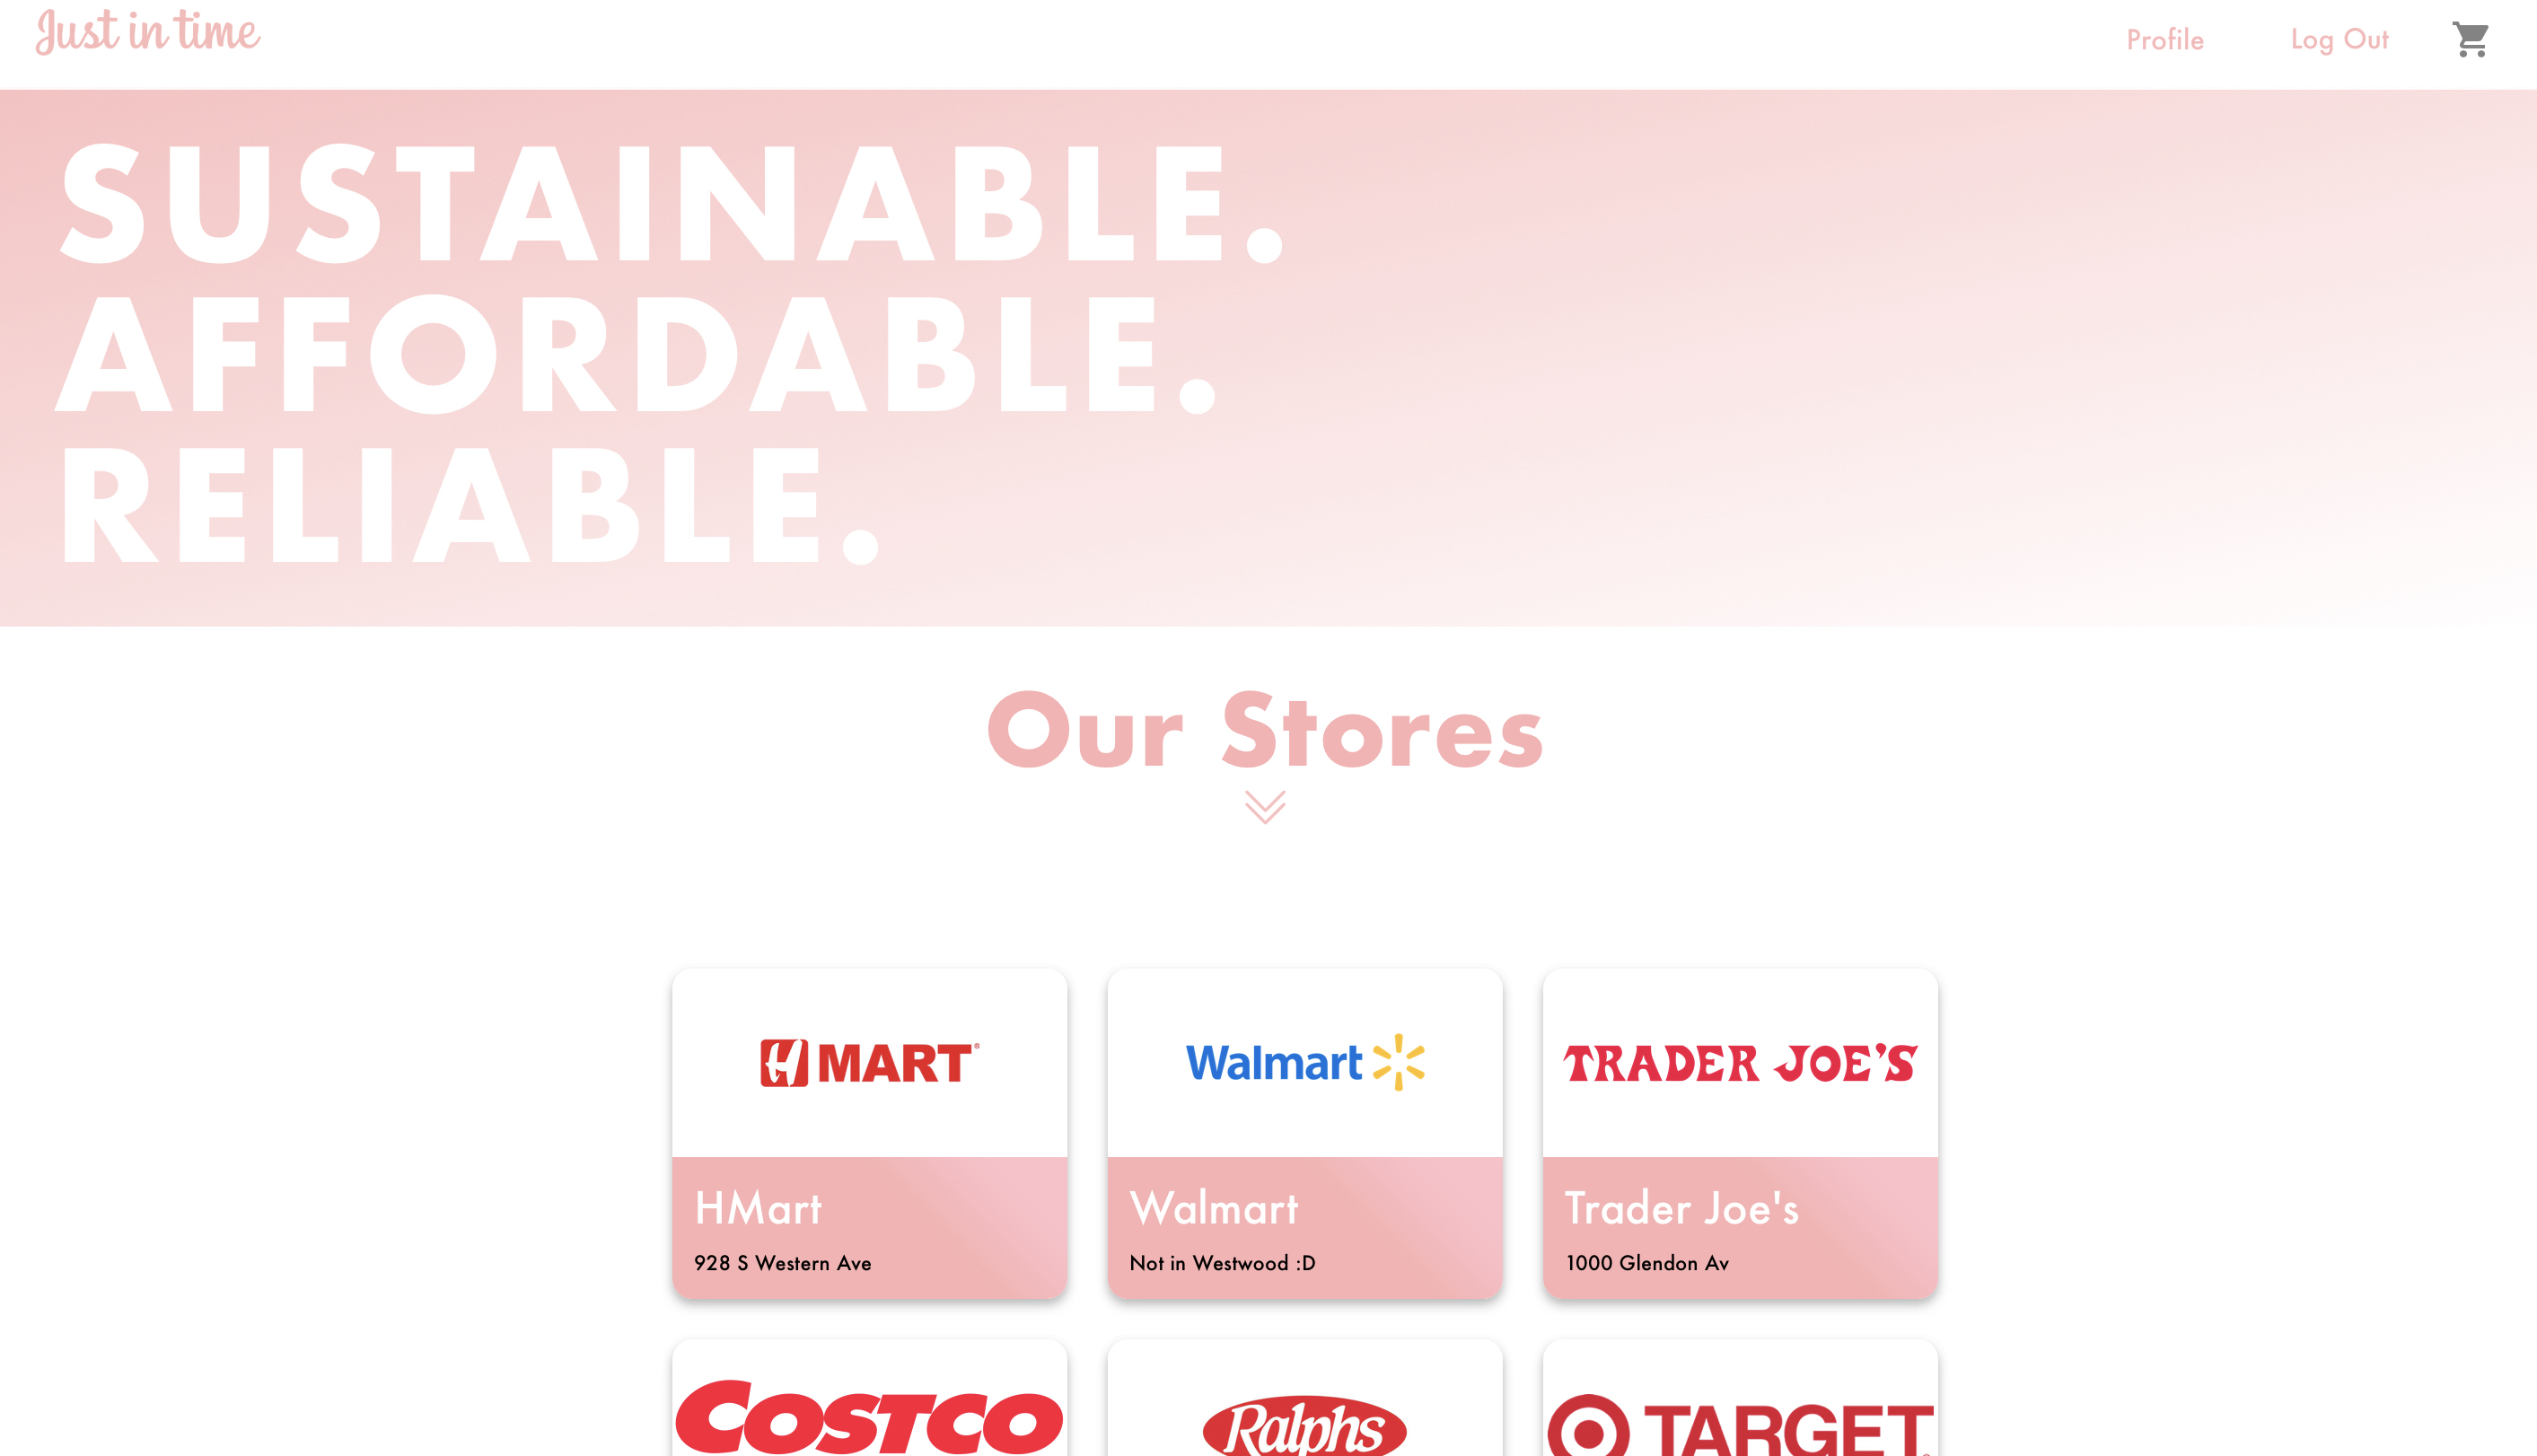 Just in time
Profile
Log Out
SUSTAINABLE.
AFFORDABLE.
RELIABLE.
Our Stores
H MART®
Walmart
TRADER JOE'S
HMart
Walmart
Trader Joe's
928 S Western Ave
Not in Westwood :D
1000 Glendon Av
COSTCO
Ralphs
TARGET